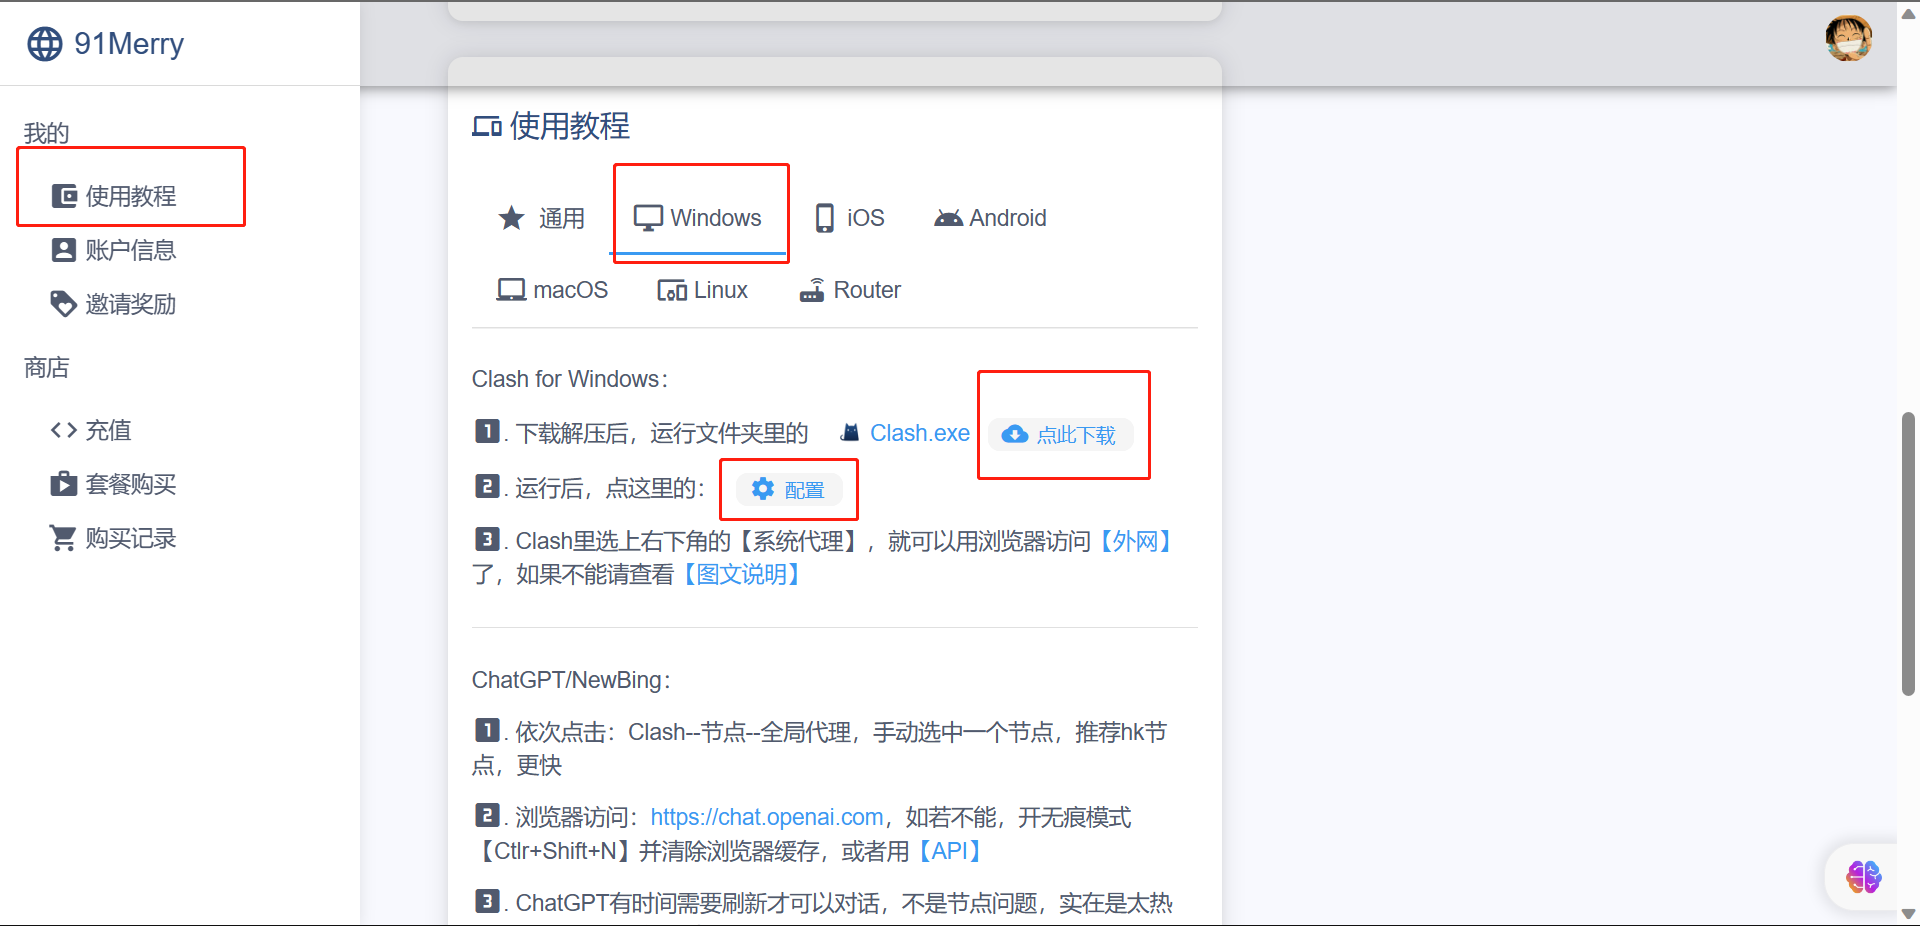 91Merry
我的
使用教程
账户信息
邀请奖励
商店
充值
套餐购买
购买记录
使用教程
通用
Windows
iOS
Android
macOS
Linux
Router
Clash for Windows：
1. 下载解压后，运行文件夹里的 Clash.exe 点此下载
2. 运行后，点这里的： 配置
3. Clash里选上右下角的【系统代理】，就可以用浏览器访问【外网】
了，如果不能请查看【图文说明】
ChatGPT/NewBing：
1. 依次点击：Clash--节点--全局代理，手动选中一个节点，推荐hk节
点，更快
2. 浏览器访问：https://chat.openai.com，如若不能，开无痕模式
【Ctlr+Shift+N】并清除浏览器缓存，或者用【API】
3. ChatGPT有时间需要刷新才可以对话，不是节点问题，实在是太热